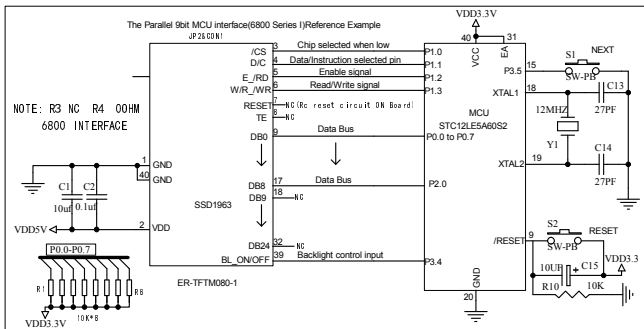 The Parallel 9bit MCU interface(6800 Series I)Reference Example
JP2&CON1
VDD3.3V
40
31
VCC
EA
/CS 3 Chip selected when low P1.0
D/C 4 Data/Instruction selected pin P1.1
E_/RD 5 Enable signal P1.2
W/R_/WR 6 Read/Write signal P1.3
RESET 7 NC(Rc reset circuit ON Board)
TE 8 NC
DB0 9 Data Bus P0.0 to P0.7
DB8 17 Data Bus P2.0
DB9 18 NC
DB24 32 NC
BL_ON/OFF 39 Backlight control input P3.4
SSD1963
ER-TFTM080-1
MCU
STC12LE5A60S2
P3.5 15
S1 NEXT
SW-PB
XTAL1 18
C13
27PF
12MHZ
Y1
XTAL2 19
C14
27PF
/RESET 9
S2 RESET
SW-PB
10UF + C15
VDD3.3
R10 10K
GND
20
NOTE: R3 NC R4 0OHM
6800 INTERFACE
1 GND
40 GND
C1 C2
10uf 0.1uf
VDD5V
2 VDD
P0.0-P0.7
R1 R8
10K*8
VDD3.3V